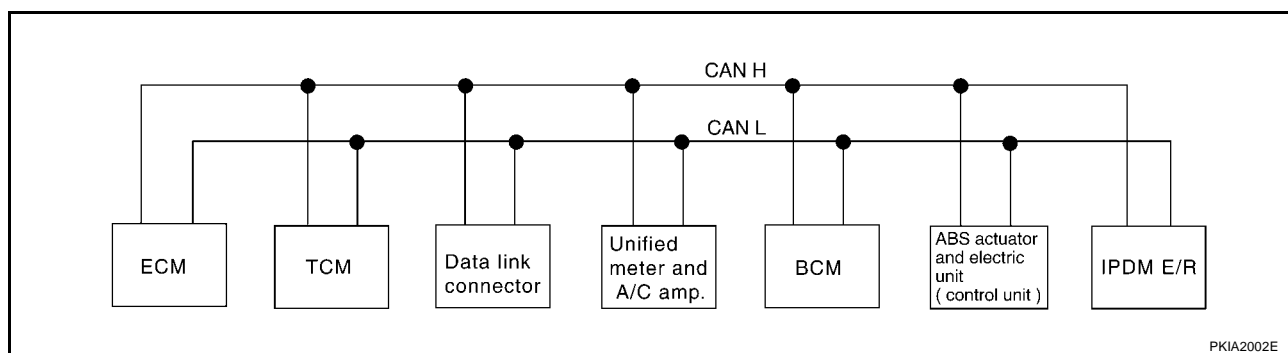 CAN H
CAN L
ECM
TCM
Data link
connector
Unified
meter and
A/C amp.
BCM
ABS actuator
and electric
unit
( control unit )
IPDM E/R
PKIA2002E